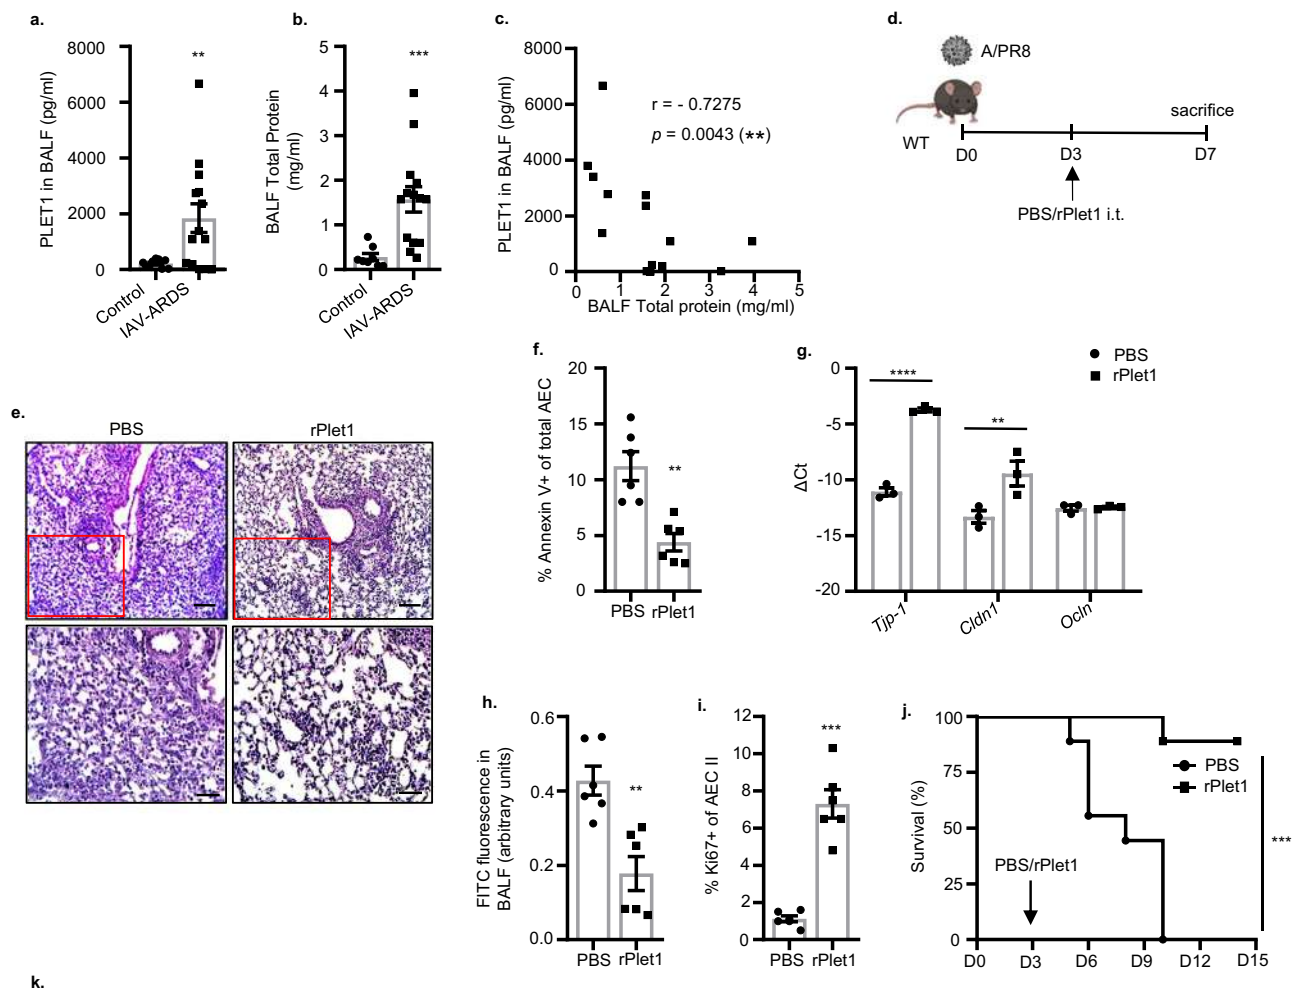 a.
PLET1 in BALF (pg/ml)
8000
6000
4000
2000
0
**
Control
IAV-ARDS
b.
BALF Total Protein
(mg/ml)
5
4
3
2
1
0
***
Control
IAV-ARDS
c.
PLET1 in BALF (pg/ml)
8000
6000
4000
2000
0
r = - 0.7275
p = 0.0043 (**)
0 1 2 3 4 5
BALF Total protein (mg/ml)
d.
A/PR8
WT
sacrifice
D0 D3 D7
PBS/rPlet1 i.t.
e.
PBS rPlet1
f.
% Annexin V+ of total AEC
20
15
10
5
0
**
PBS rPlet1
g.
PBS
rPlet1
ΔCt
0
-5
-10
-15
-20
****
**
Tjp-1
Cldn1
Ocln
h.
FITC fluorescence in
BALF (arbitrary units)
0.6
0.4
0.2
0.0
**
PBS rPlet1
i.
% Ki67+ of AEC II
12
10
8
6
4
2
0
***
PBS rPlet1
j.
Survival (%)
100
75
50
25
0
PBS
rPlet1
PBS/rPlet1
***
D0 D3 D6 D9 D12 D15
k.